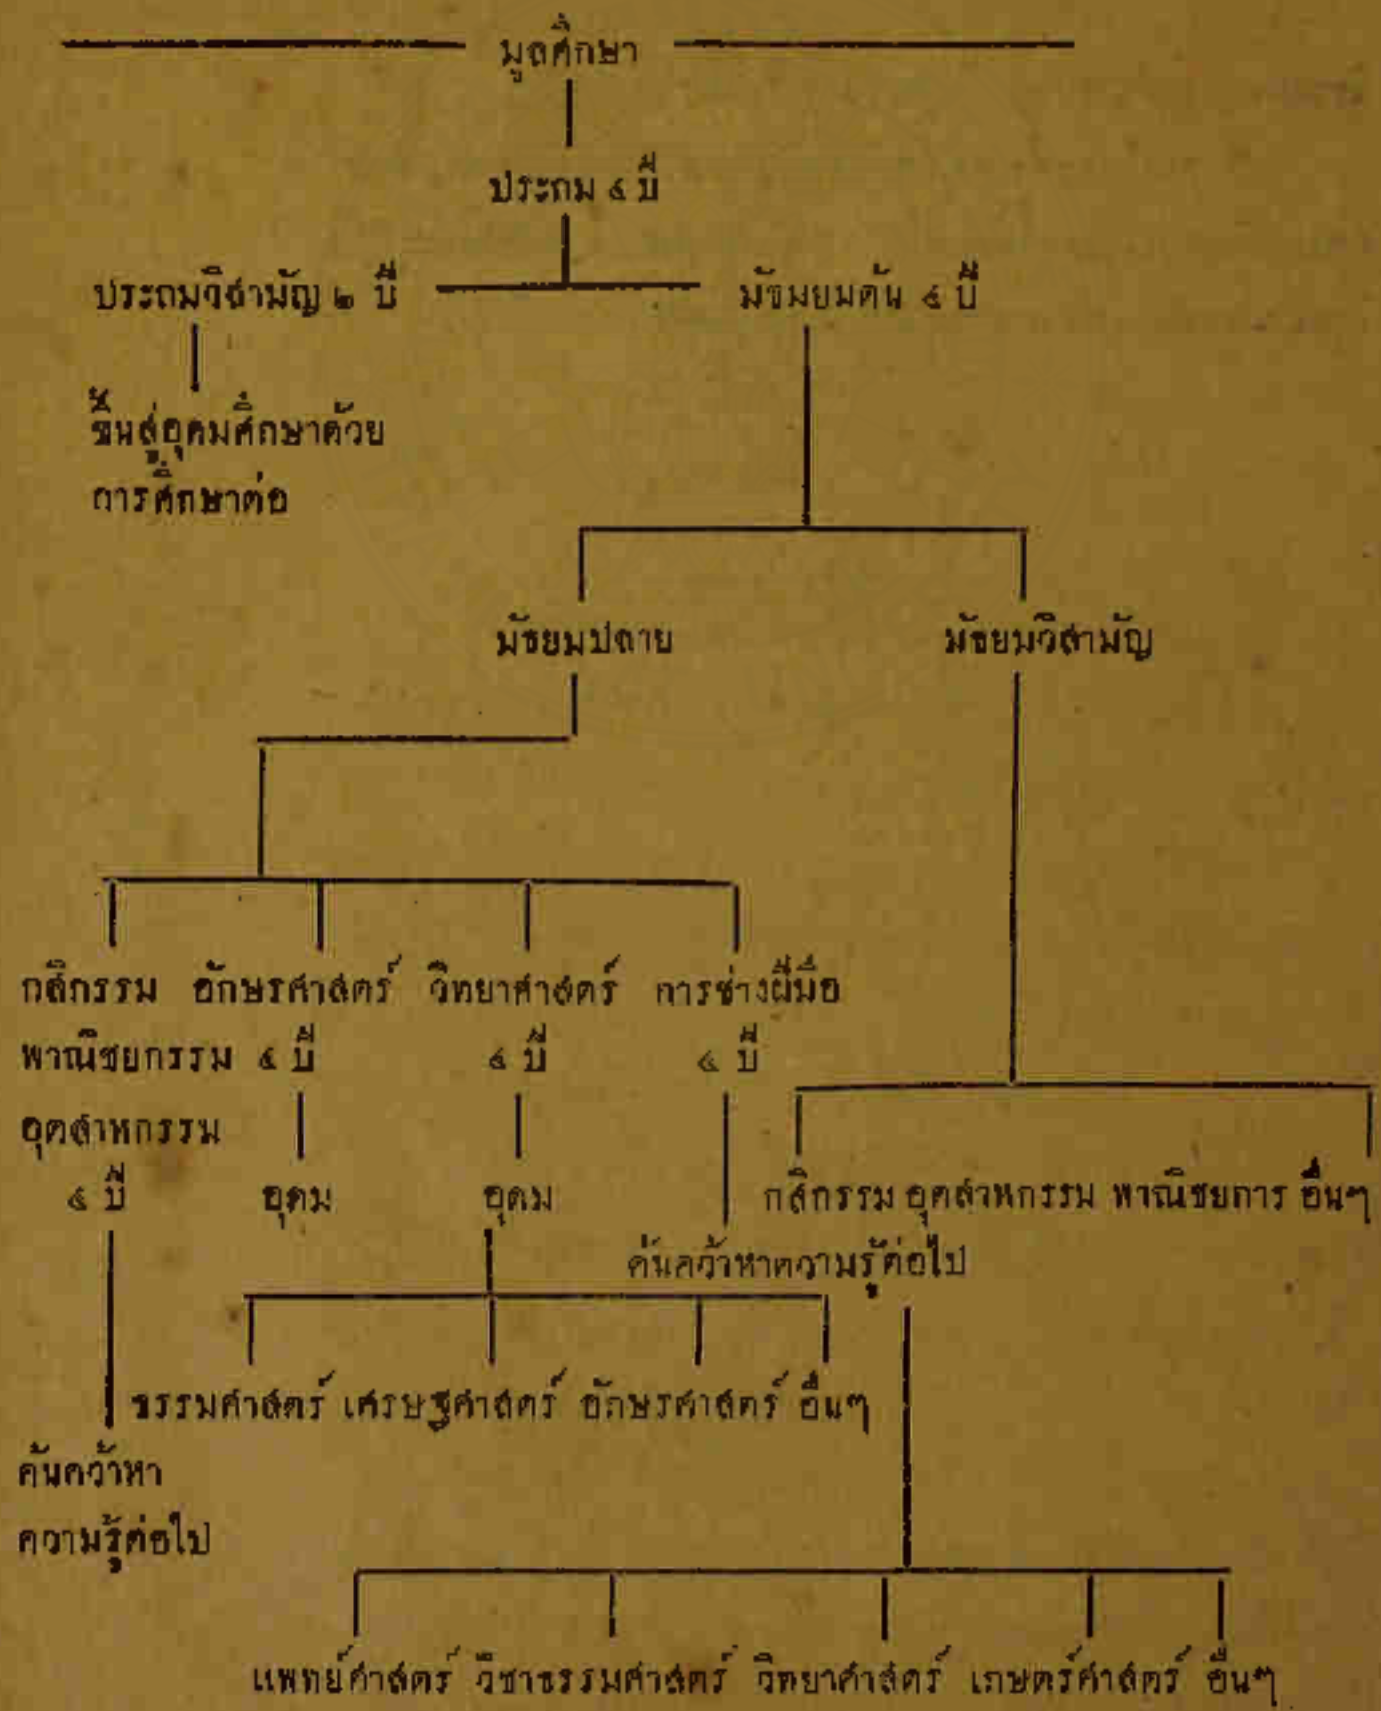 มูลศึกษา
ประถม ๔ ปี
ประถมวิสามัญ ๒ ปี
มัธมยมต้น ๔ ปี
ขึ้นสู่อุดมศึกษาด้วย
การศึกษาต่อ
มัธยมปลาย
มัธยมวิสามัญ
กสิกรรม อักษรศาสตร์ วิทยาศาสตร์ การช่างฝีมือ
พาณิชยกรรม ๔ ปี ๔ ปี ๔ ปี
อุตสาหกรรม
๔ ปี อุดม อุดม กสิกรรม อุตสาหกรรม พาณิชยการ อื่นๆ
ค้นคว้าหาความรู้ต่อไป
ธรรมศาสตร์ เศรษฐศาสตร์ อักษรศาสตร์ อื่นๆ
ค้นคว้าหา
ความรู้ต่อไป
แพทย์ศาสตร์ วิชาธรรมศาสตร์ วิทยาศาสตร์ เกษตร์ศาสตร์ อื่นๆ